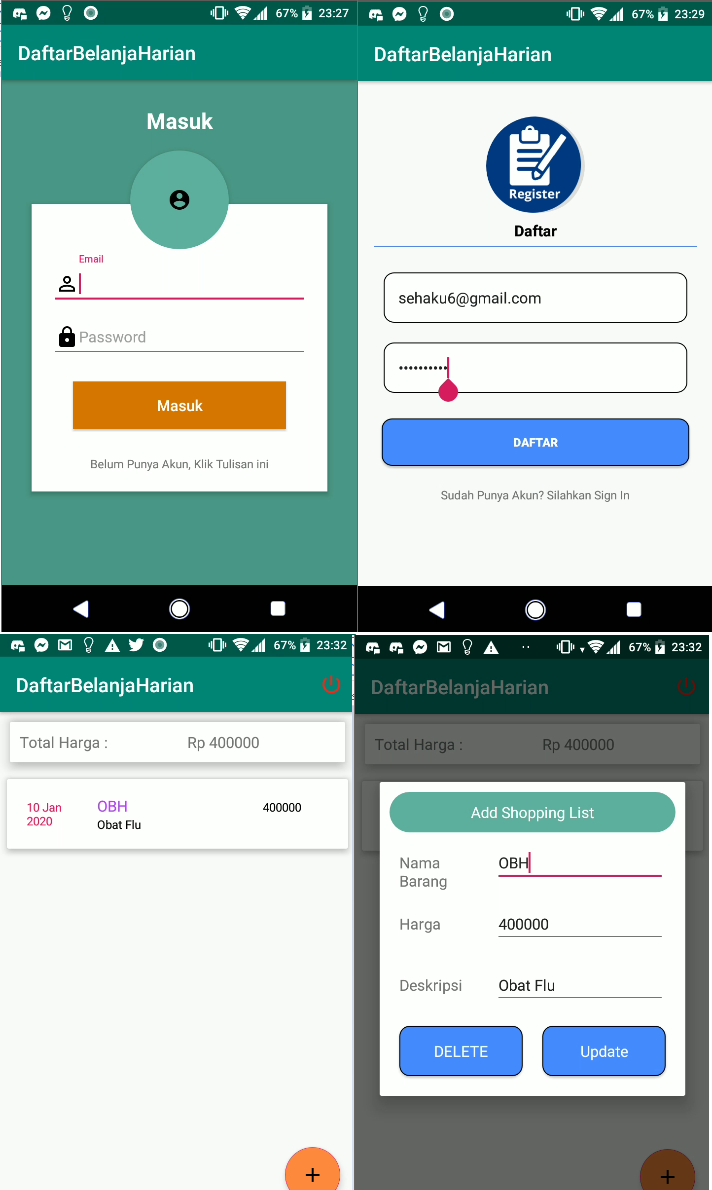 67% 23:27
DaftarBelanjaHarian
Masuk
Email
Password
Masuk
Belum Punya Akun, Klik Tulisan ini
67% 23:29
DaftarBelanjaHarian
Register
Daftar
sehaku6@gmail.com
••••••••••
DAFTAR
Sudah Punya Akun? Silahkan Sign In
67% 23:32
DaftarBelanjaHarian
Total Harga : Rp 400000
10 Jan 2020
OBH 400000
Obat Flu
+
67% 23:32
DaftarBelanjaHarian
Total Harga : Rp 400000
Add Shopping List
Nama Barang OBH
Harga 400000
Deskripsi Obat Flu
DELETE Update
+